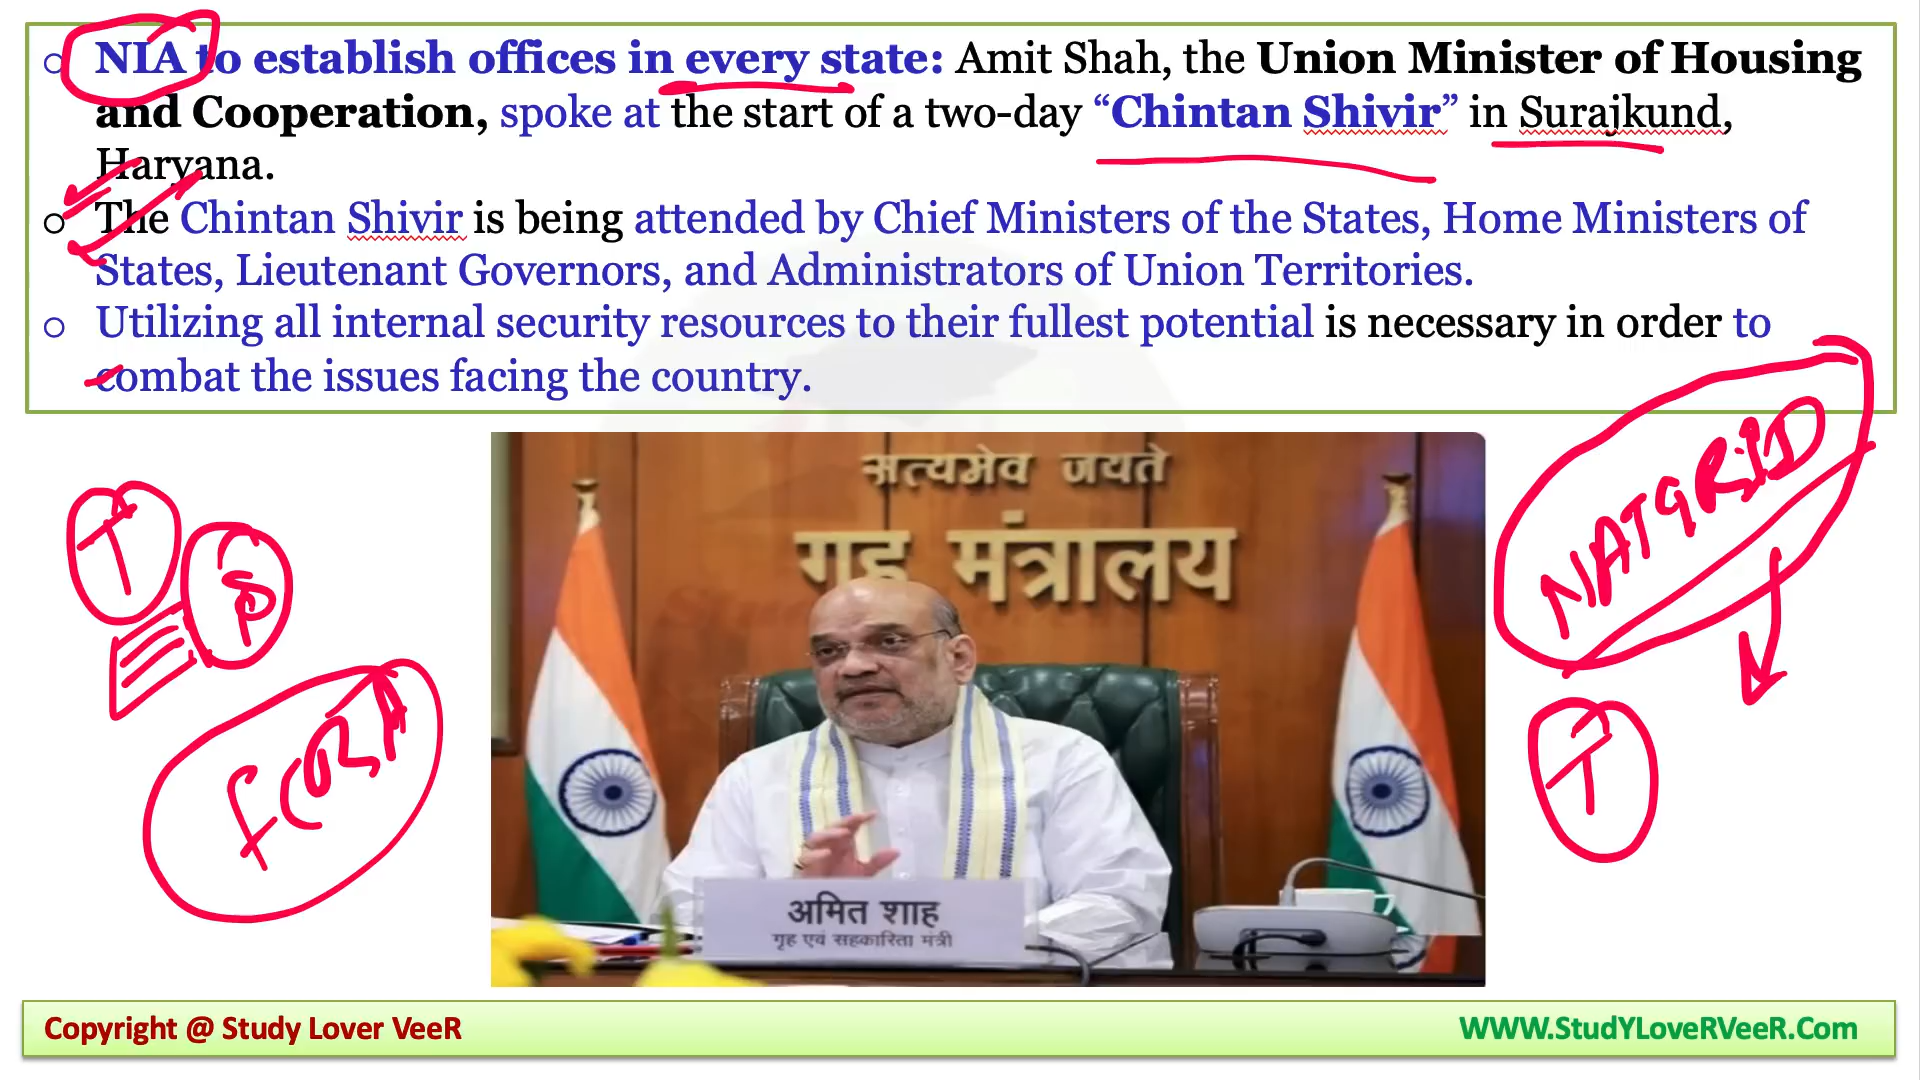 NIA to establish offices in every state: Amit Shah, the Union Minister of Housing
and Cooperation, spoke at the start of a two-day “Chintan Shivir” in Surajkund,
Haryana.
The Chintan Shivir is being attended by Chief Ministers of the States, Home Ministers of
States, Lieutenant Governors, and Administrators of Union Territories.
Utilizing all internal security resources to their fullest potential is necessary in order to
combat the issues facing the country.
NATGRID
T
T
FCRA
सत्यमेव जयते
गृह मंत्रालय
अमित शाह
गृह एवं सहकारिता मंत्री
Copyright @ Study Lover VeeR
WWW.StudYLoveRVeeR.Com